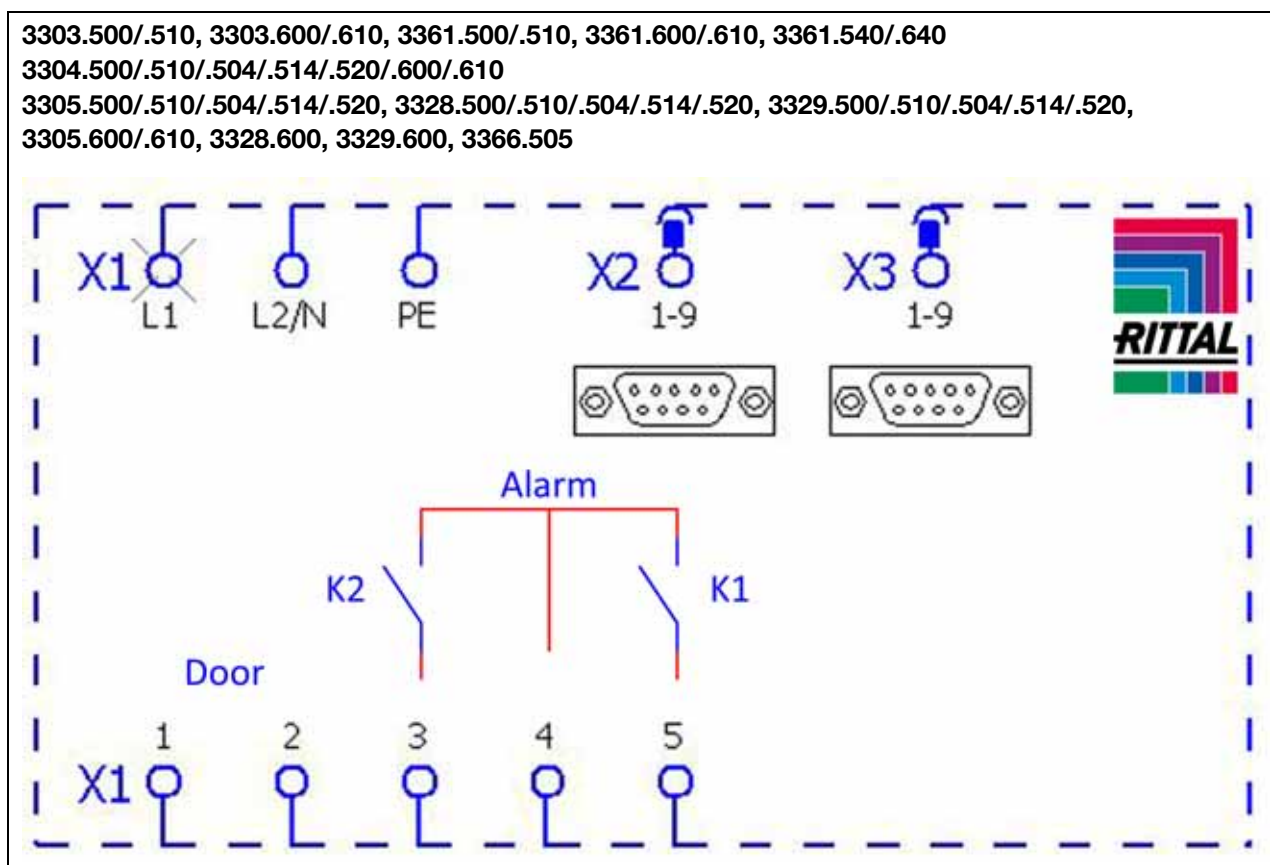 3303.500/.510, 3303.600/.610, 3361.500/.510, 3361.600/.610, 3361.540/.640
3304.500/.510/.504/.514/.520/.600/.610
3305.500/.510/.504/.514/.520, 3328.500/.510/.504/.514/.520, 3329.500/.510/.504/.514/.520,
3305.600/.610, 3328.600, 3329.600, 3366.505
X1 X2 X3
L1 L2/N PE 1-9 1-9
RITTAL
Alarm
K2 K1
Door
1 2 3 4 5
X1